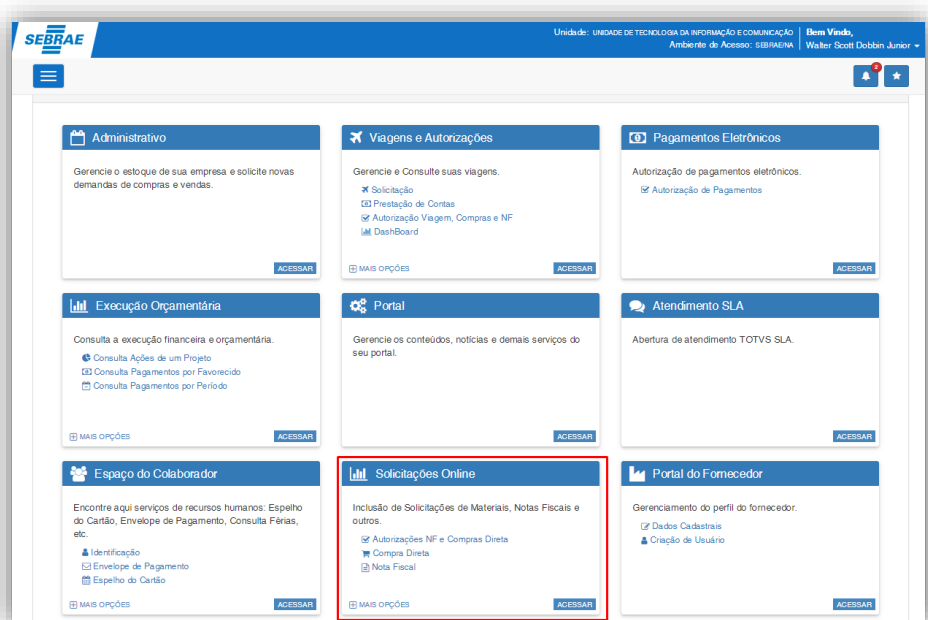 SEBRAE
Unidade: UNIDADE DE TECNOLOGIA DA INFORMAÇÃO E COMUNICAÇÃO
Ambiente de Acesso: SEBRAE/NA
Bem Vindo,
Walter Scott Dobbin Junior
2
Administrativo
Gerencie o estoque de sua empresa e solicite novas
demandas de compras e vendas.
ACESSAR
Viagens e Autorizações
Gerencie e Consulte suas viagens.
Solicitação
Prestação de Contas
Autorização Viagem, Compras e NF
DashBoard
MAIS OPÇÕES
ACESSAR
Pagamentos Eletrônicos
Autorização de pagamentos eletrônicos.
Autorização de Pagamentos
ACESSAR
Execução Orçamentária
Consulta a execução financeira e orçamentária.
Consulta Ações de um Projeto
Consulta Pagamentos por Favorecido
Consulta Pagamentos por Período
MAIS OPÇÕES
ACESSAR
Portal
Gerencie os conteúdos, notícias e demais serviços do
seu portal.
ACESSAR
Atendimento SLA
Abertura de atendimento TOTVS SLA.
ACESSAR
Espaço do Colaborador
Encontre aqui serviços de recursos humanos: Espelho
do Cartão, Envelope de Pagamento, Consulta Férias,
etc.
Identificação
Envelope de Pagamento
Espelho do Cartão
MAIS OPÇÕES
ACESSAR
Solicitações Online
Inclusão de Solicitações de Materiais, Notas Fiscais e
outros.
Autorizações NF e Compras Direta
Compra Direta
Nota Fiscal
MAIS OPÇÕES
ACESSAR
Portal do Fornecedor
Gerenciamento do perfil do fornecedor.
Dados Cadastrais
Criação de Usuário
ACESSAR